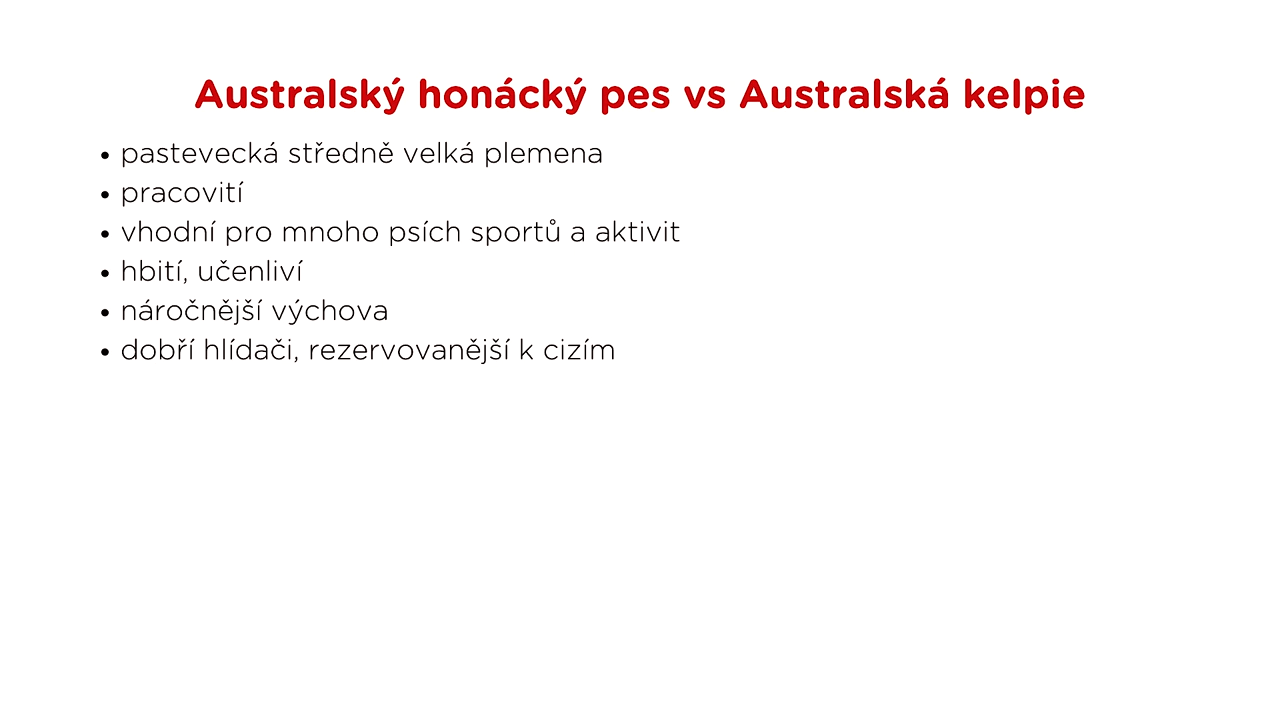 Australský honácký pes vs Australská kelpie
• pastevecká středně velká plemena
• pracovití
• vhodní pro mnoho psích sportů a aktivit
• hbití, učenliví
• náročnější výchova
• dobří hlídači, rezervovanější k cizím